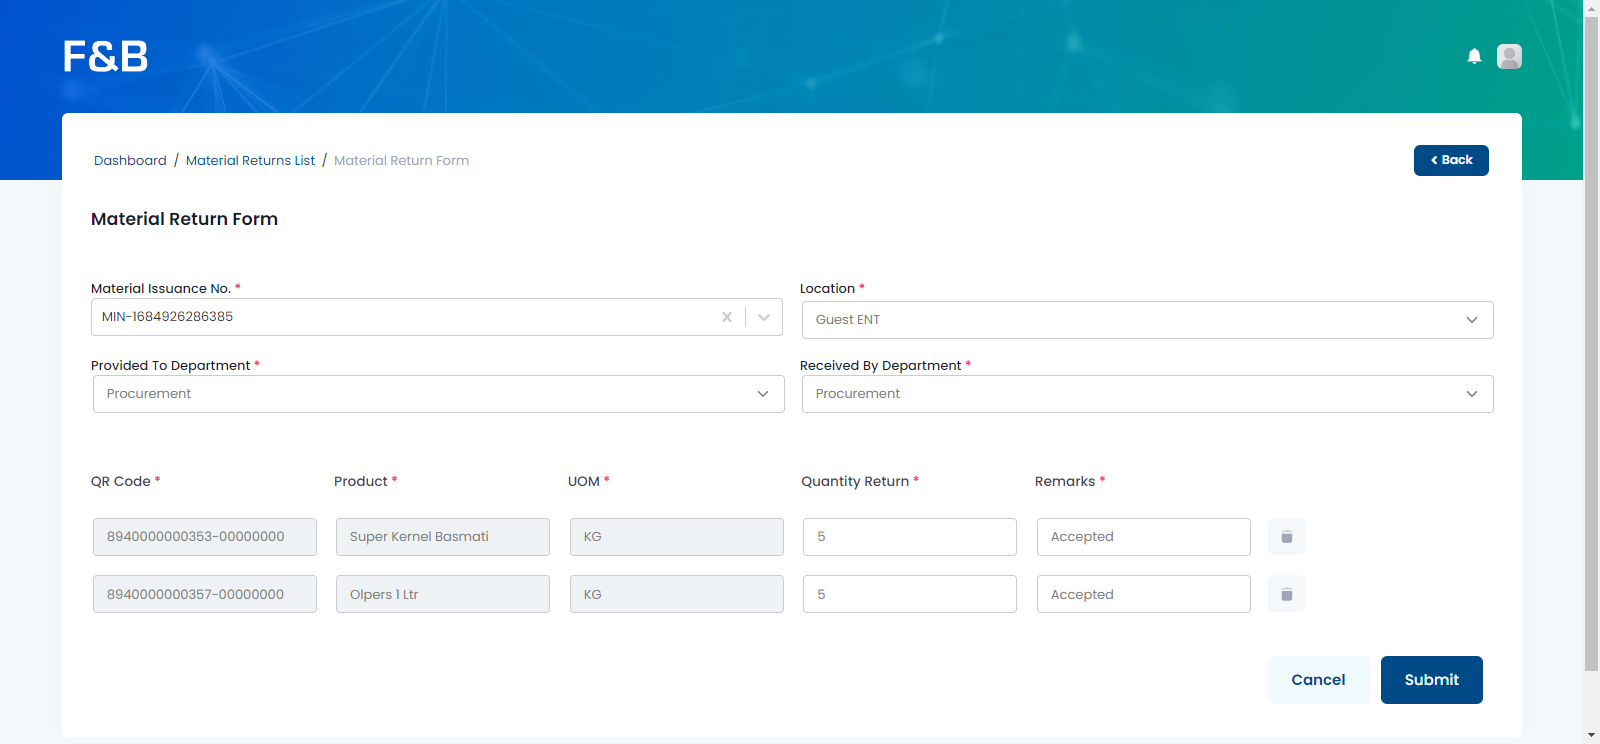 F&B
Dashboard / Material Returns List / Material Return Form
Back
Material Return Form
Material Issuance No. *
Location *
MIN-1684926286385
Guest ENT
Provided To Department *
Received By Department *
Procurement
Procurement
QR Code * Product * UOM * Quantity Return * Remarks *
8940000000353-00000000 Super Kernel Basmati KG 5 Accepted
8940000000357-00000000 Olpers 1 Ltr KG 5 Accepted
Cancel Submit